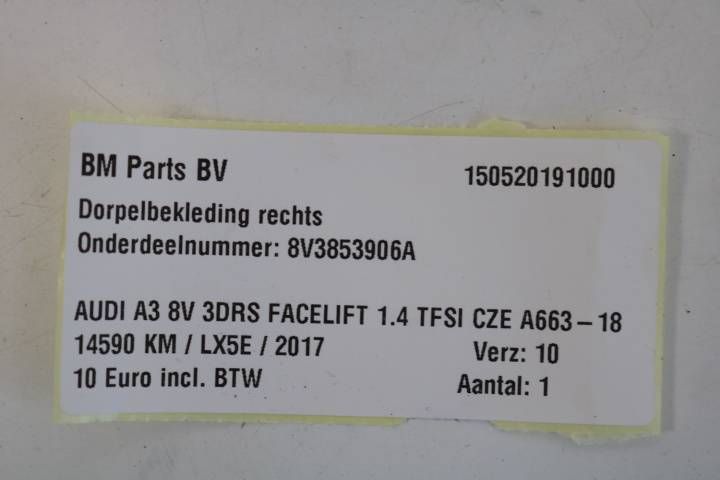 BM Parts BV 150520191000
Dorpelbekleding rechts
Onderdeelnummer: 8V3853906A
AUDI A3 8V 3DRS FACELIFT 1.4 TFSI CZE A663-18
14590 KM / LX5E / 2017 Verz: 10
10 Euro incl. BTW Aantal: 1